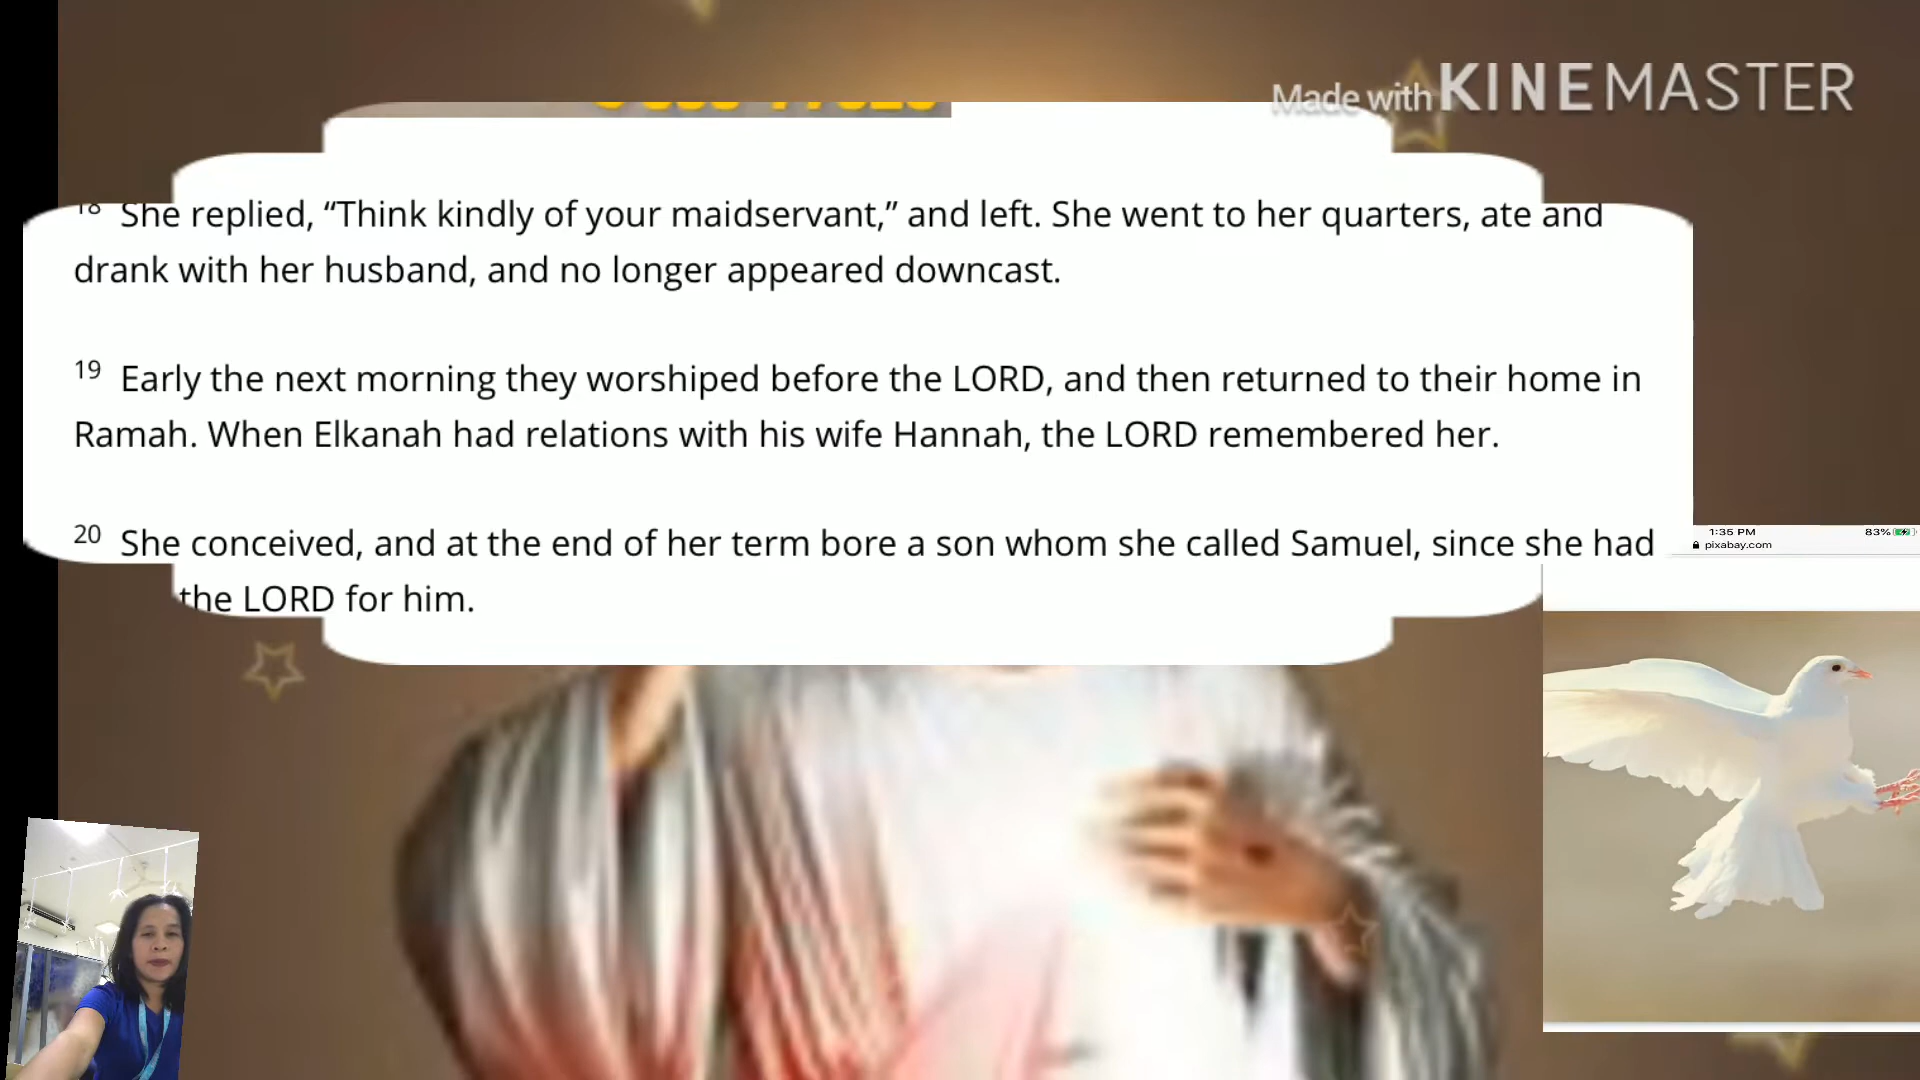 Made with KINEMASTER
18 She replied, “Think kindly of your maidservant,” and left. She went to her quarters, ate and
drank with her husband, and no longer appeared downcast.
19 Early the next morning they worshiped before the LORD, and then returned to their home in
Ramah. When Elkanah had relations with his wife Hannah, the LORD remembered her.
20 She conceived, and at the end of her term bore a son whom she called Samuel, since she had
the LORD for him.
1:35 PM 83%
pixabay.com